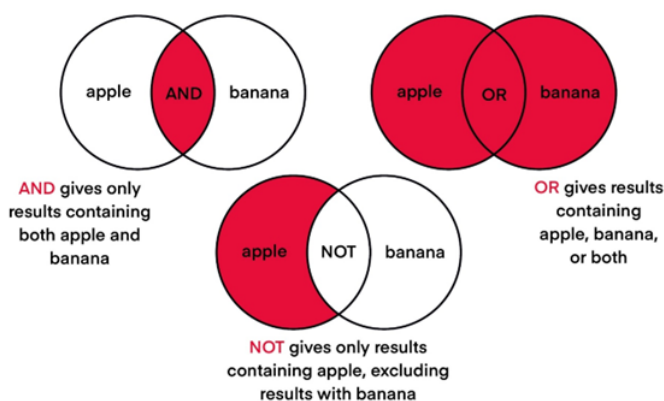 apple AND banana
AND gives only
results containing
both apple and
banana
apple OR banana
OR gives results
containing
apple, banana,
or both
apple NOT banana
NOT gives only results
containing apple, excluding
results with banana